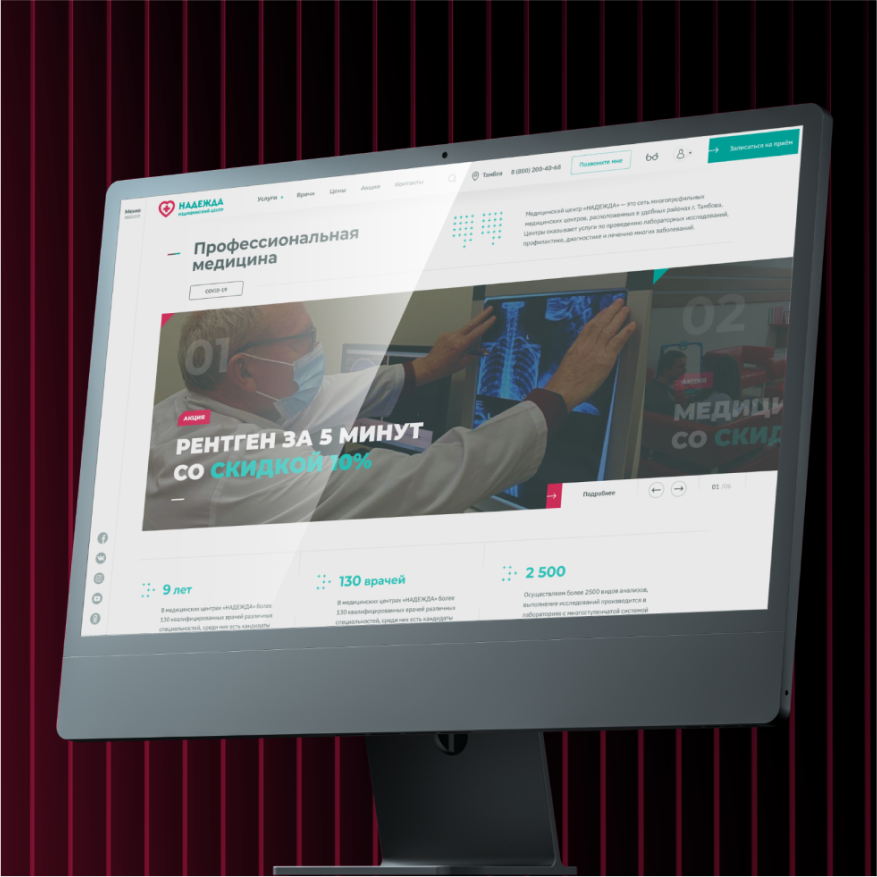 Меню
НАДЕЖДА
МЕДИЦИНСКИЙ ЦЕНТР
Услуги
Врачи
Цены
Акции
Контакты
Тамбов
8 (800) 200-40-60
Позвоните мне
Записаться на приём
Профессиональная
медицина
Медицинский центр «НАДЕЖДА» — это сеть многопрофильных
медицинских центров, расположенных в удобных районах г. Тамбова.
Центры оказывают услуги по проведению лабораторных исследований,
профилактике, диагностике и лечению многих заболеваний.
COVID-19
01
АКЦИЯ
РЕНТГЕН ЗА 5 МИНУТ
СО СКИДКОЙ 10%
02
МЕДИЦИ
СО СКИД
Подробнее
01 /06
9 лет
В медицинских центрах «НАДЕЖДА» более
130 квалифицированных врачей различных
специальностей, среди них есть кандидаты
130 врачей
В медицинских центрах «НАДЕЖДА» более
130 квалифицированных врачей различных
специальностей, среди них есть кандидаты
2 500
Осуществляем более 2500 видов анализов,
выполнение исследований производится в
лаборатории с многоступенчатой системой